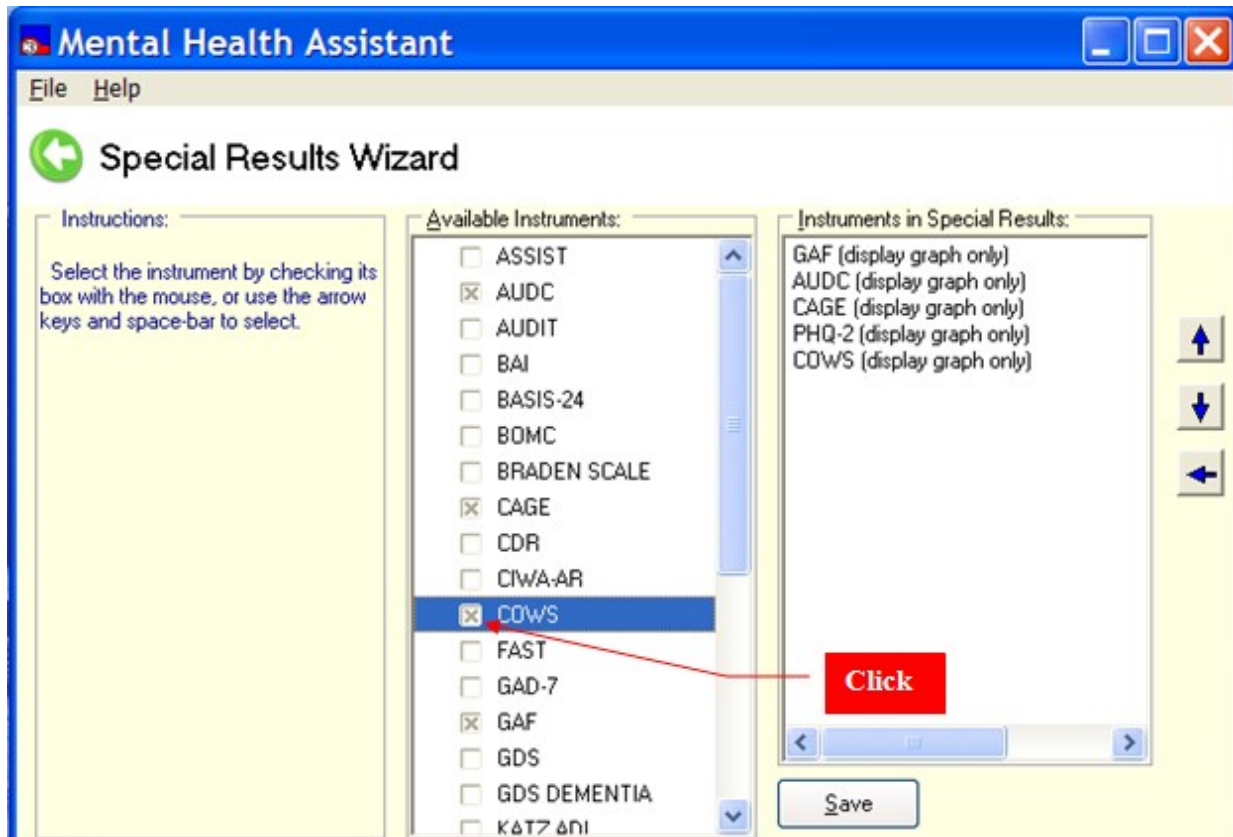 Mental Health Assistant
File Help
Special Results Wizard
Instructions:
Select the instrument by checking its
box with the mouse, or use the arrow
keys and space-bar to select.
Available Instruments:
ASSIST
AUDC
AUDIT
BAI
BASIS-24
BOMC
BRADEN SCALE
CAGE
CDR
CIWA-AR
COWS
FAST
GAD-7
GAF
GDS
GDS DEMENTIA
KATZ ADL
Instruments in Special Results:
GAF (display graph only)
AUDC (display graph only)
CAGE (display graph only)
PHQ-2 (display graph only)
COWS (display graph only)
Click
Save